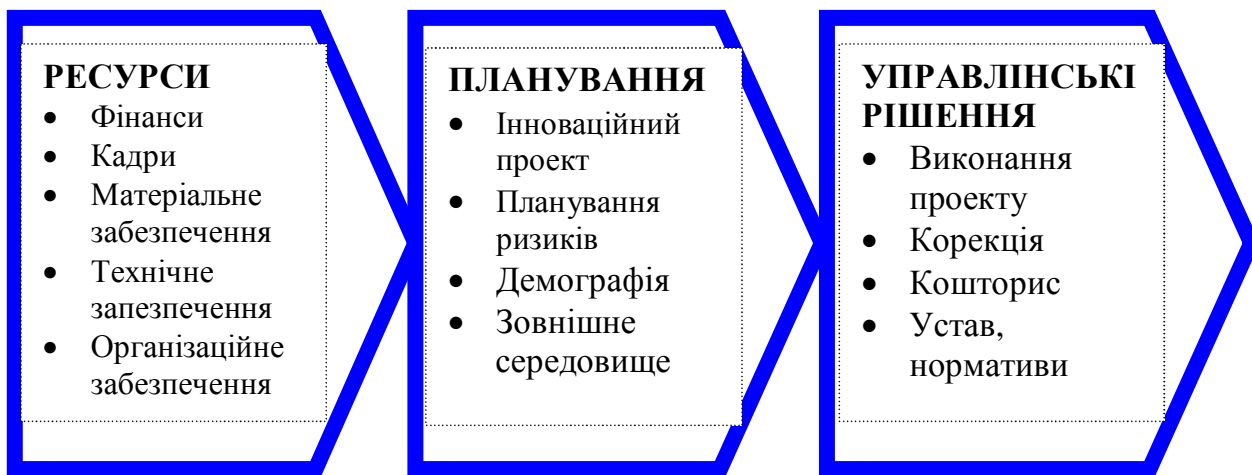 РЕСУРСИ
• Фінанси
• Кадри
• Матеріальне
забезпечення
• Технічне
запезпечення
• Організаційне
забезпечення
ПЛАНУВАННЯ
• Інноваційний
проект
• Планування
ризиків
• Демографія
• Зовнішне
середовище
УПРАВЛІНСЬКІ
РІШЕННЯ
• Виконання
проекту
• Корекція
• Кошторис
• Устав,
нормативи